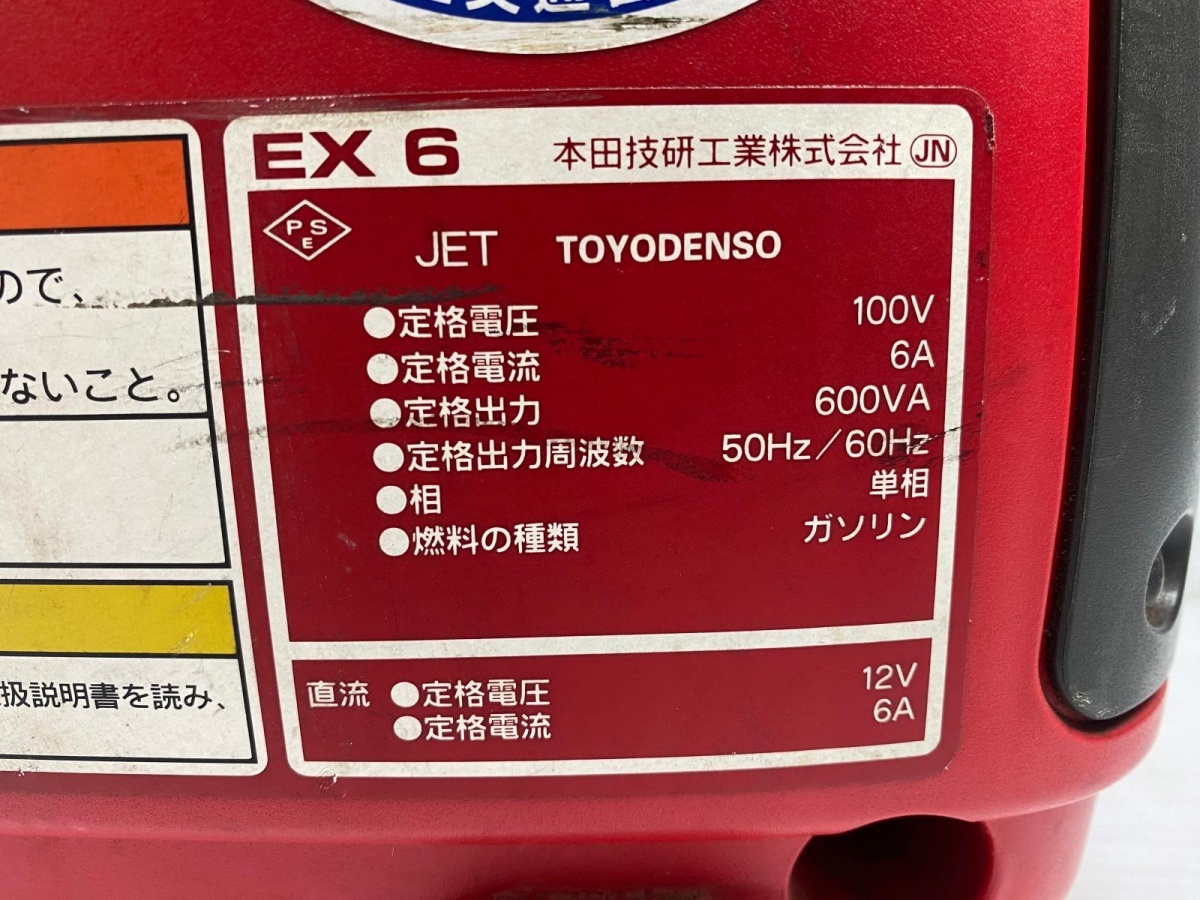 EX 6 本田技研工業株式会社 JN
PSE JET TOYODENSO
●定格電圧 100V
●定格電流 6A
●定格出力 600VA
●定格出力周波数 50Hz/60Hz
●相 単相
●燃料の種類 ガソリン
直流 ●定格電圧 12V
●定格電流 6A
ので、
ないこと。
扱説明書を読み、